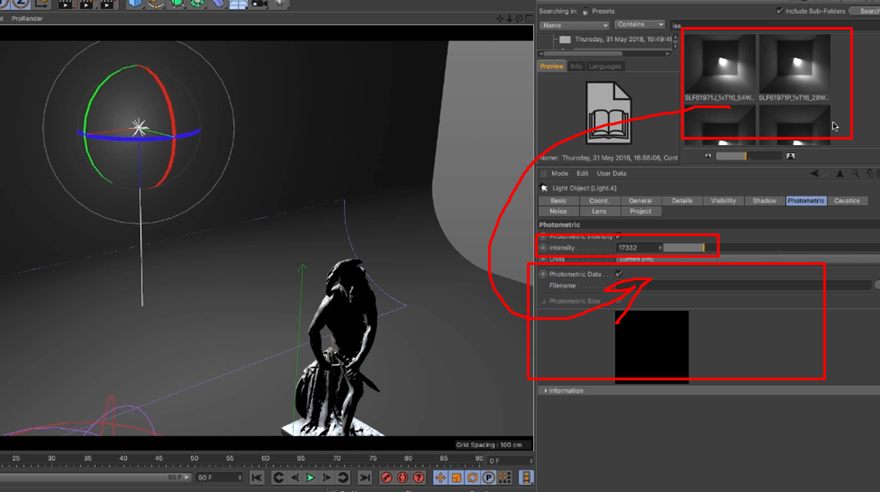 ProRender
Searching in:
Presets
Include Sub-Folders
Search
Name
Contains
ies
Thursday, 31 May 2018, 16:49:48
Preview
Info
Languages
Name: Thursday, 31 May 2018, 16:55:06, Cont
Mode
Edit
User Data
Light Object [Light.4]
Basic
Coord.
General
Details
Visibility
Shadow
Photometric
Caustics
Noise
Lens
Project
Photometric
Photometric Intensity
Intensity
17332
Units
Lumen (lm)
Photometric Data . . .
Filename
Photometric Size
Information
Grid Spacing : 100 cm
25
30
35
40
45
50
55
60
65
70
75
80
85
90
0 F
90 F
90 F